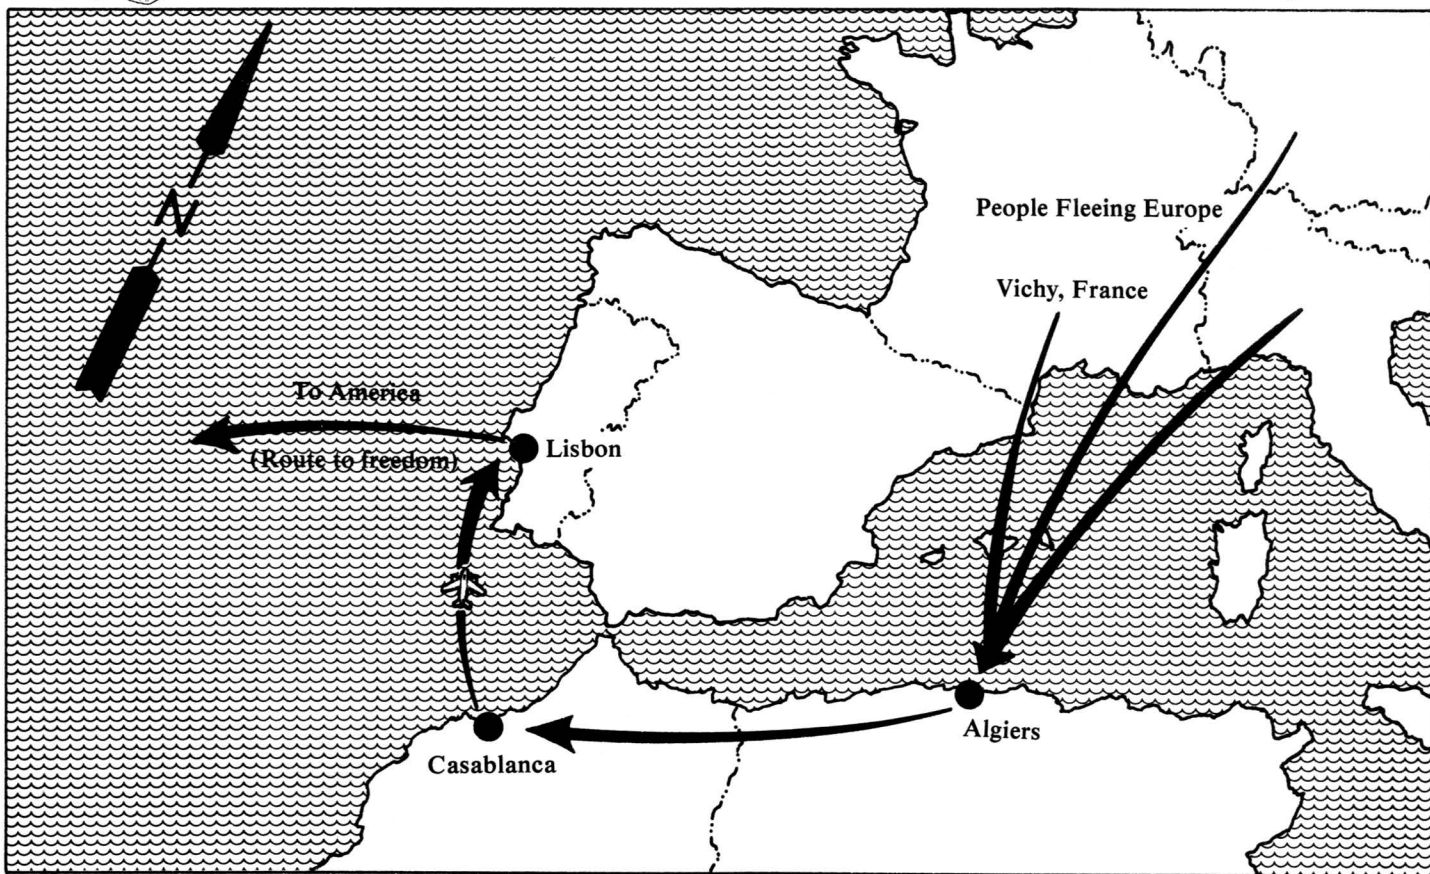 N
People Fleeing Europe
Vichy, France
To America
(Route to freedom)
Lisbon
Algiers
Casablanca